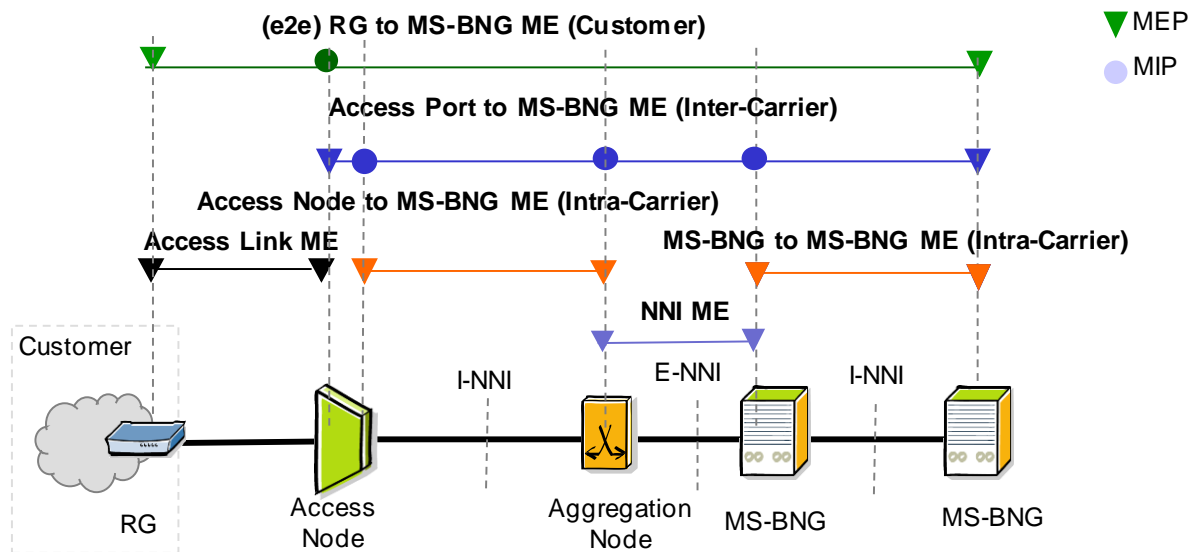 (e2e) RG to MS-BNG ME (Customer)
MEP
MIP
Access Port to MS-BNG ME (Inter-Carrier)
Access Node to MS-BNG ME (Intra-Carrier)
Access Link ME
MS-BNG to MS-BNG ME (Intra-Carrier)
NNI ME
Customer
I-NNI
E-NNI
I-NNI
RG
Access
Node
Aggregation
Node
MS-BNG
MS-BNG